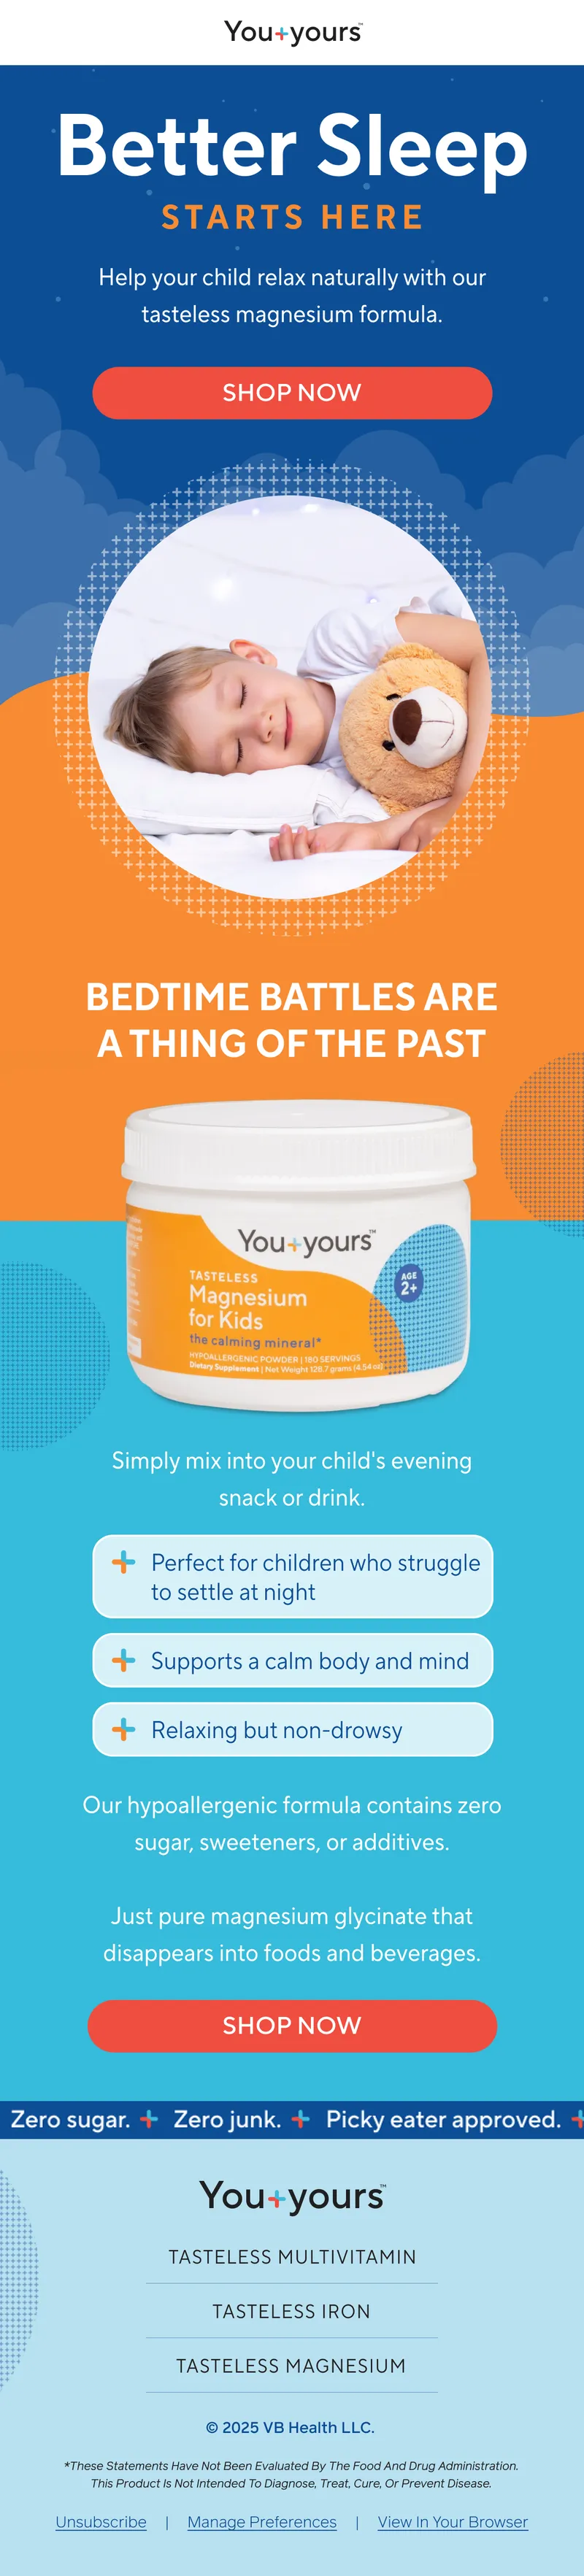 You+yours™
Better Sleep
STARTS HERE
Help your child relax naturally with our
tasteless magnesium formula.
SHOP NOW
BEDTIME BATTLES ARE
A THING OF THE PAST
You+yours™
TASTELESS
Magnesium
for Kids
the calming mineral*
HYPOALLERGENIC POWDER | 180 SERVINGS
Dietary Supplement | Net Weight 128.7 grams (4.54 oz)
AGE
2+
Simply mix into your child's evening
snack or drink.
Perfect for children who struggle
to settle at night
Supports a calm body and mind
Relaxing but non-drowsy
Our hypoallergenic formula contains zero
sugar, sweeteners, or additives.
Just pure magnesium glycinate that
disappears into foods and beverages.
SHOP NOW
Zero sugar. + Zero junk. + Picky eater approved. +
You+yours™
TASTELESS MULTIVITAMIN
TASTELESS IRON
TASTELESS MAGNESIUM
© 2025 VB Health LLC.
*These Statements Have Not Been Evaluated By The Food And Drug Administration.
This Product Is Not Intended To Diagnose, Treat, Cure, Or Prevent Disease.
Unsubscribe | Manage Preferences | View In Your Browser